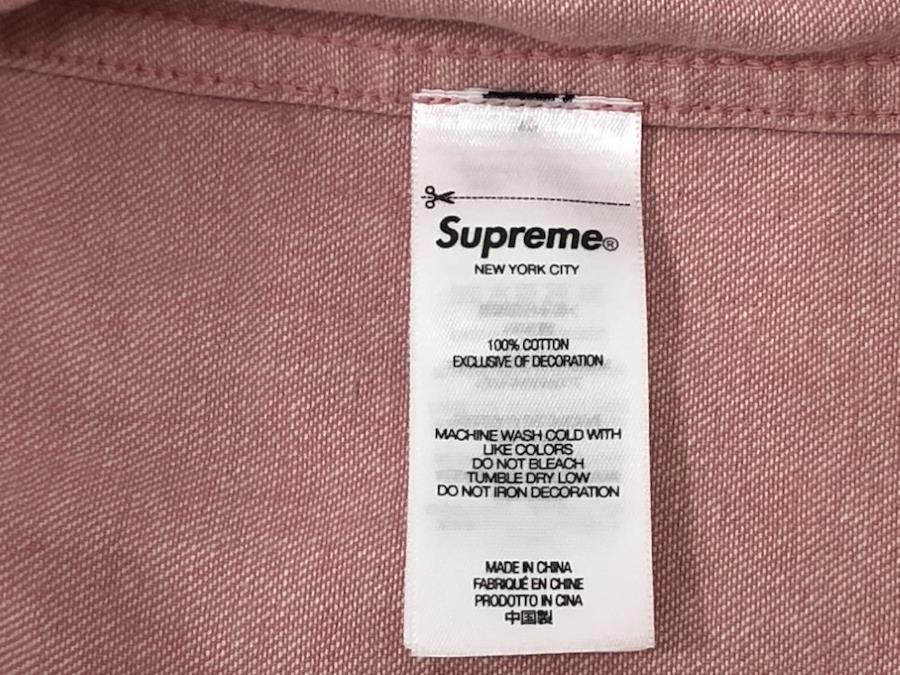 Supreme®
NEW YORK CITY
100% COTTON
EXCLUSIVE OF DECORATION
MACHINE WASH COLD WITH
LIKE COLORS
DO NOT BLEACH
TUMBLE DRY LOW
DO NOT IRON DECORATION
MADE IN CHINA
FABRIQUÉ EN CHINE
PRODOTTO IN CINA
中国製